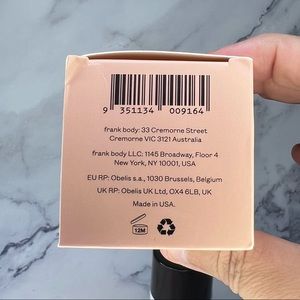 9 351134 009164
frank body: 33 Cremorne Street
Cremorne VIC 3121 Australia
frank body LLC: 1145 Broadway, Floor 4
New York, NY 10001, USA
EU RP: Obelis s.a., 1030 Brussels, Belgium
UK RP: Obelis UK Ltd, OX4 6LB, UK
Made in USA.
12M